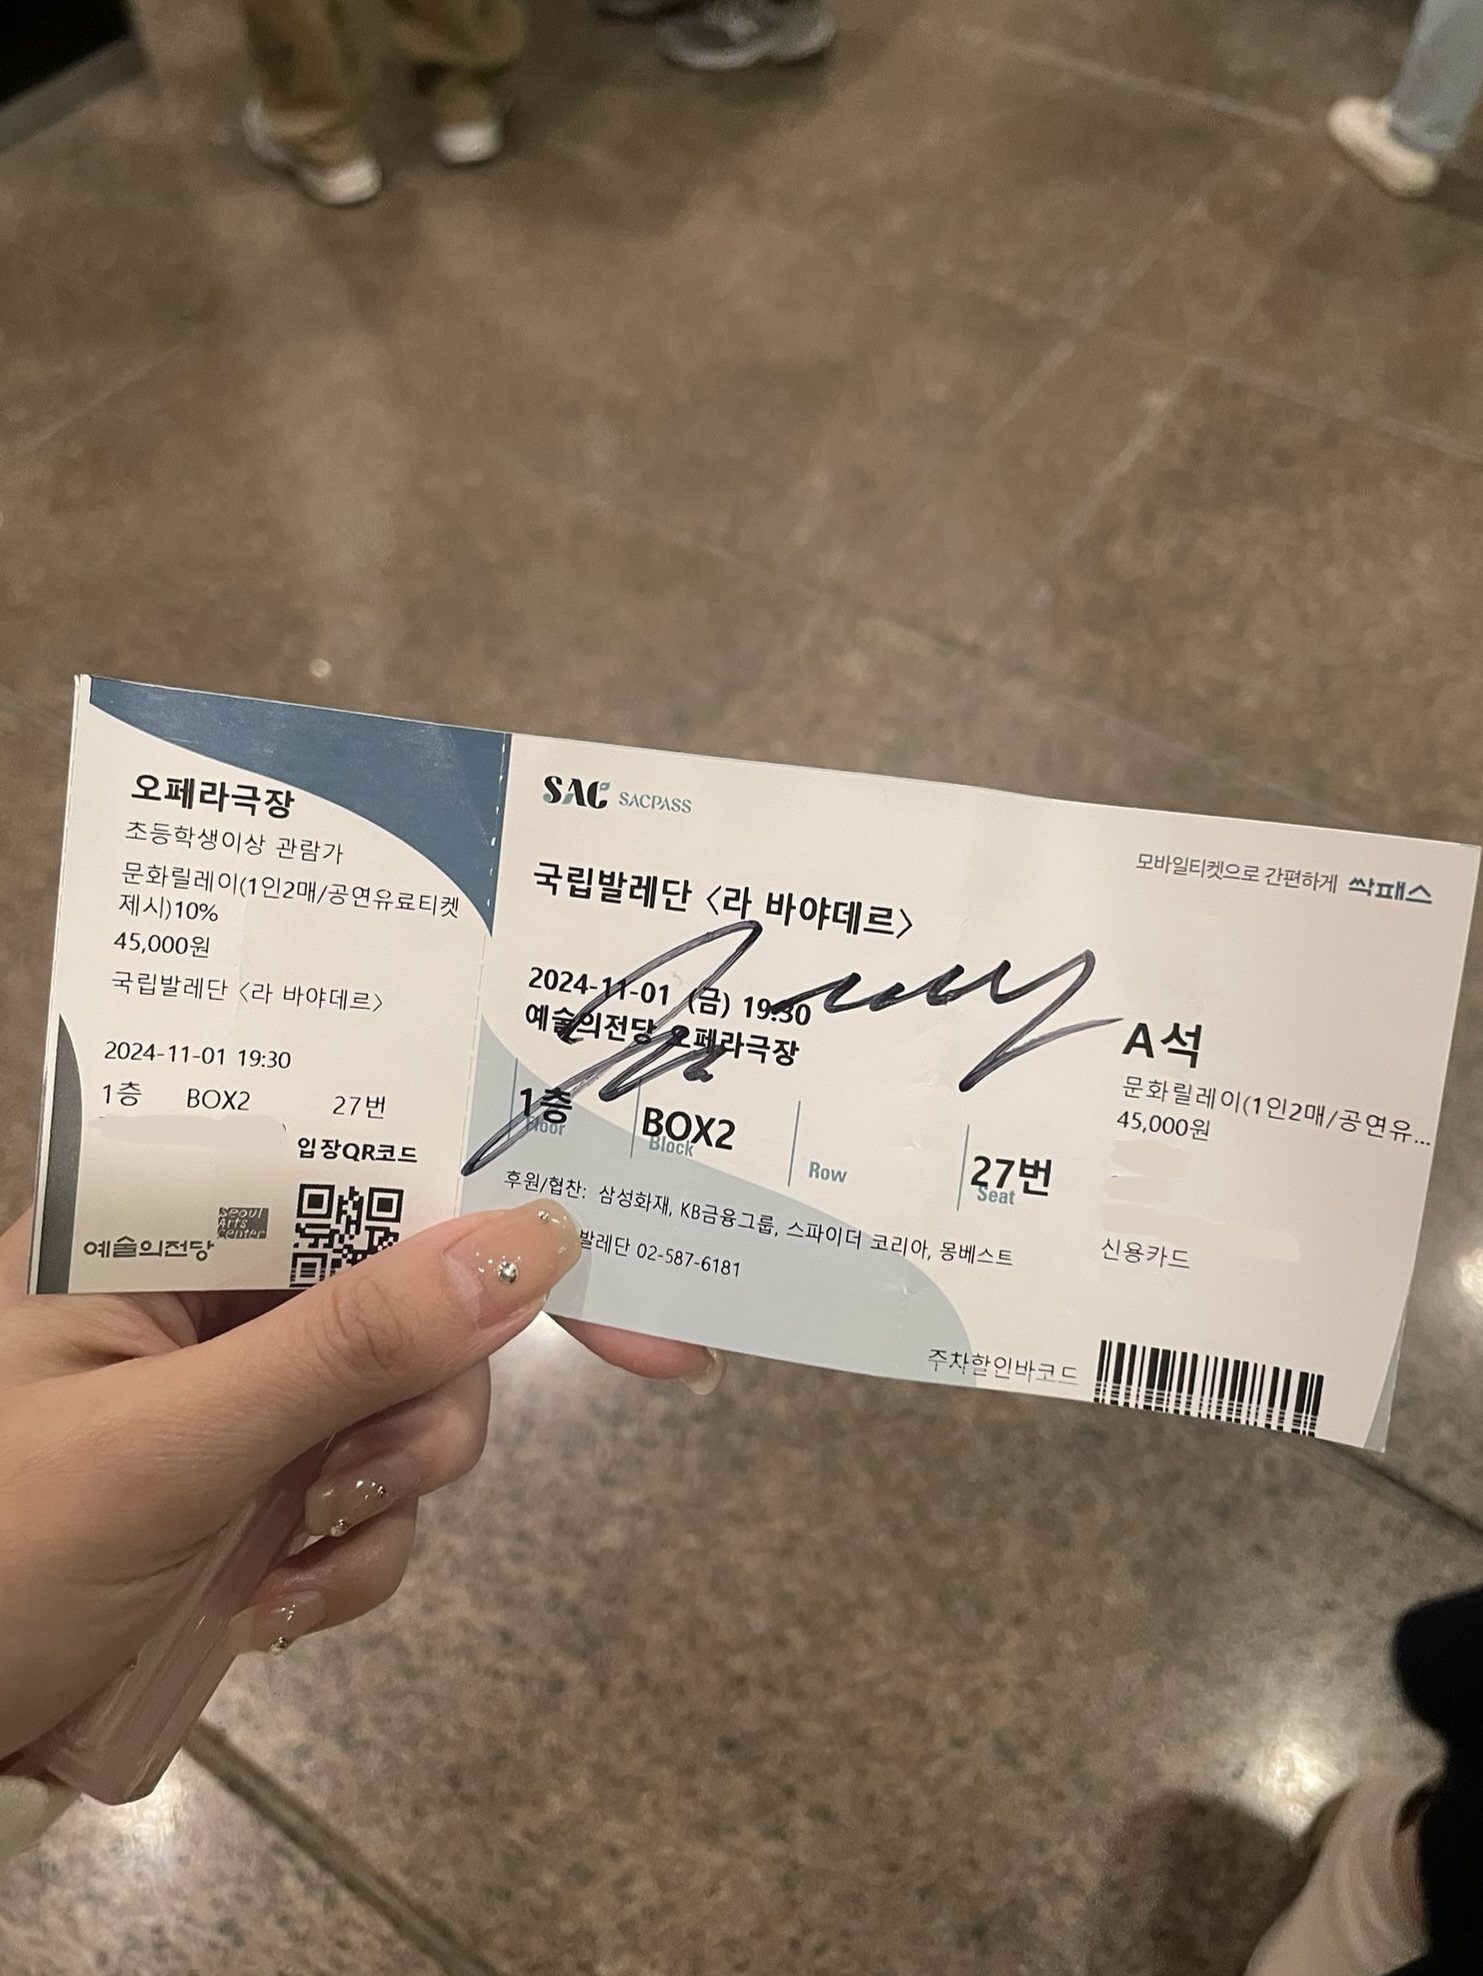 오페라극장
초등학생이상 관람가
문화릴레이(1인2매/공연유료티켓
제시)10%
45,000원
국립발레단 <라 바야데르>
2024-11-01 19:30
1층 BOX2 27번
입장QR코드
예술의전당
Seoul
Arts
Center
SAC SACPASS
모바일티켓으로 간편하게 싹패스
국립발레단 <라 바야데르>
2024-11-01 (금) 19:30
예술의전당 오페라극장
A석
문화릴레이(1인2매/공연유...
45,000원
1층 BOX2 27번
Floor Block Row Seat
후원/협찬: 삼성화재, KB금융그룹, 스파이더 코리아, 몽베스트
발레단 02-587-6181
신용카드
주차할인바코드